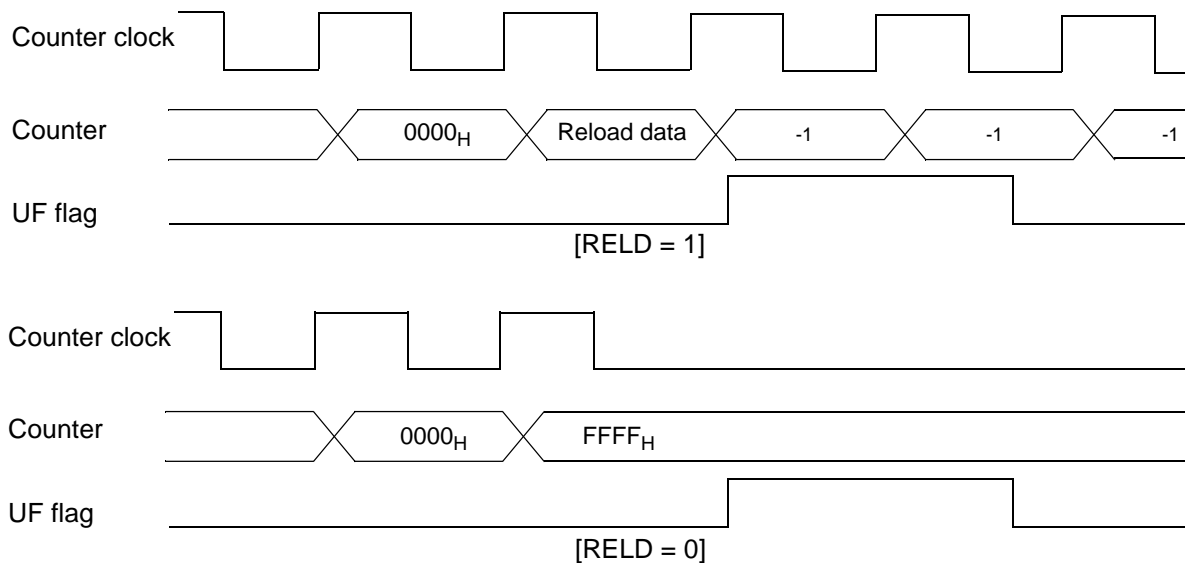 Counter clock
Counter 0000H Reload data -1 -1 -1
UF flag
[RELD = 1]
Counter clock
Counter 0000H FFFFH
UF flag
[RELD = 0]